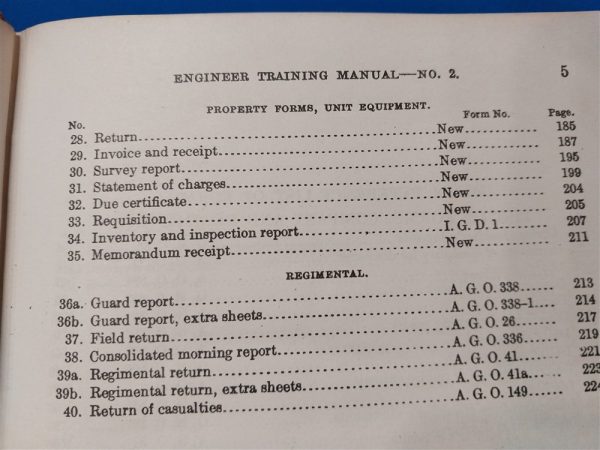 ENGINEER TRAINING MANUAL—NO. 2. 5
PROPERTY FORMS, UNIT EQUIPMENT.
No. Form No. Page.
28. Return........................New............ 185
29. Invoice and receipt........................New............ 187
30. Survey report........................New............ 195
31. Statement of charges........................New............ 199
32. Due certificate........................New............ 204
33. Requisition........................New............ 205
34. Inventory and inspection report........................I. G. D. 1........ 207
35. Memorandum receipt........................New............ 211
REGIMENTAL.
36a. Guard report........................A. G. O. 338...... 213
36b. Guard report, extra sheets........................A. G. O. 338-1.... 214
37. Field return........................A. G. O. 26....... 217
38. Consolidated morning report........................A. G. O. 336...... 219
39a. Regimental return........................A. G. O. 41....... 221
39b. Regimental return, extra sheets........................A. G. O. 41a...... 223
40. Return of casualties........................A. G. O. 149...... 224